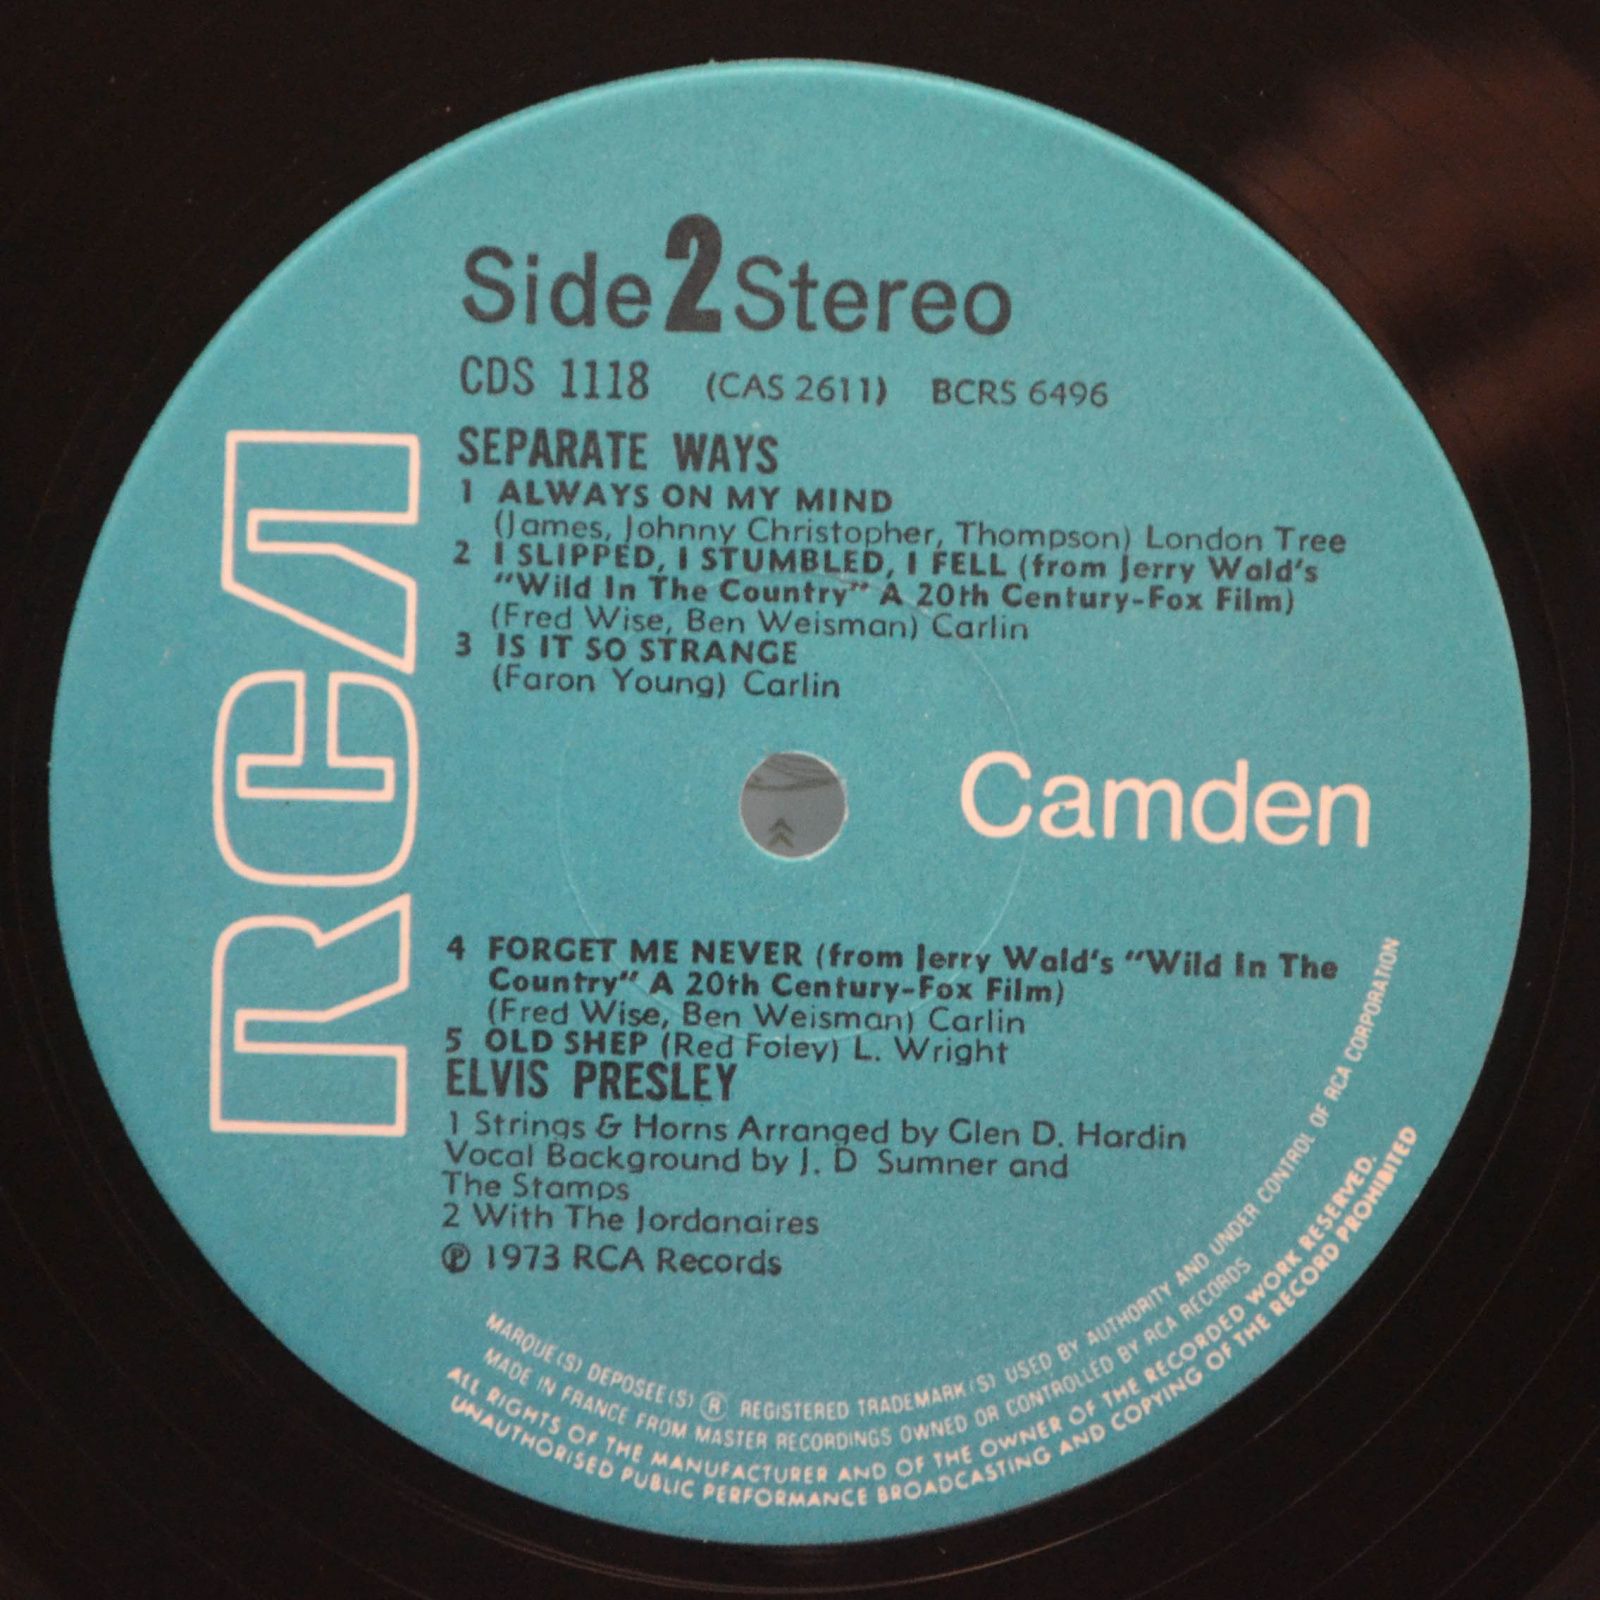 Side 2 Stereo
CDS 1118 (CAS 2611) BCRS 6496
SEPARATE WAYS
1 ALWAYS ON MY MIND
(James, Johnny Christopher, Thompson) London Tree
2 I SLIPPED, I STUMBLED, I FELL (from Jerry Wald's
"Wild In The Country" A 20th Century-Fox Film)
(Fred Wise, Ben Weisman) Carlin
3 IS IT SO STRANGE
(Faron Young) Carlin
RCA
Camden
4 FORGET ME NEVER (from Jerry Wald's "Wild In The
Country" A 20th Century-Fox Film)
(Fred Wise, Ben Weisman) Carlin
5 OLD SHEP (Red Foley) L. Wright
ELVIS PRESLEY
1 Strings & Horns Arranged by Glen D. Hardin
Vocal Background by J. D Sumner and
The Stamps
2 With The Jordanaires
℗ 1973 RCA Records
MARQUE(S) DEPOSEE(S) ® REGISTERED TRADEMARK(S) USED BY AUTHORITY AND UNDER CONTROL OF RCA CORPORATION
MADE IN FRANCE FROM MASTER RECORDINGS OWNED OR CONTROLLED BY RCA RECORDS
ALL RIGHTS OF THE MANUFACTURER AND OF THE OWNER OF THE RECORDED WORK RESERVED.
UNAUTHORISED PUBLIC PERFORMANCE BROADCASTING AND COPYING OF THE RECORD PROHIBITED